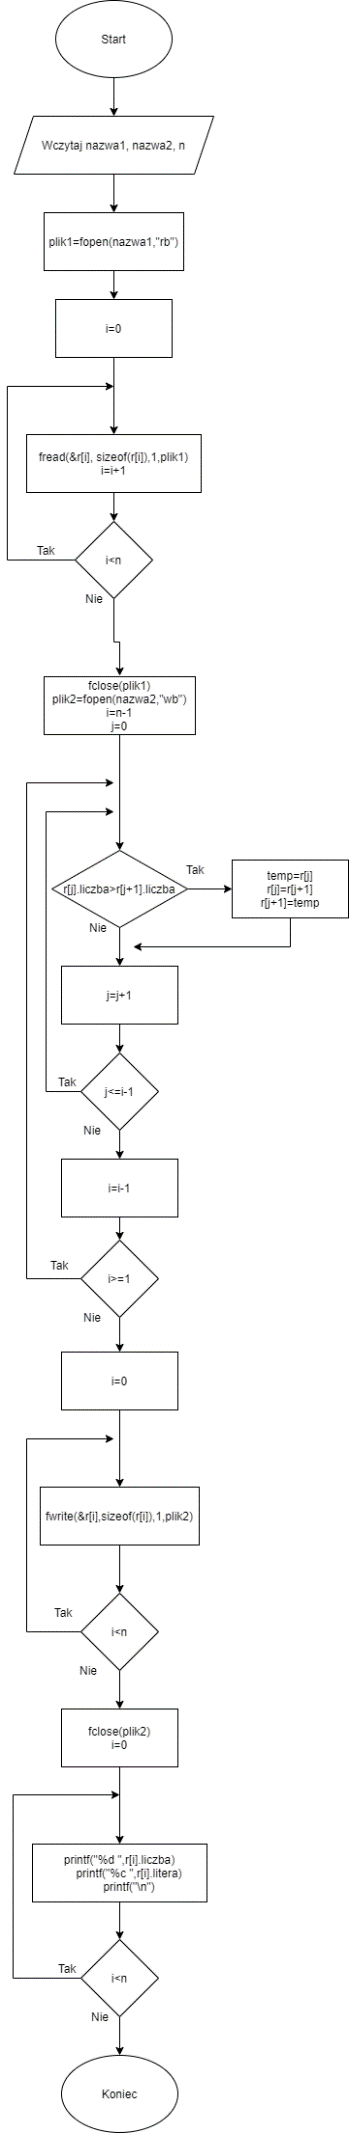 Start
Wczytaj nazwa1, nazwa2, n
plik1=fopen(nazwa1,"rb")
i=0
fread(&r[i], sizeof(r[i]),1,plik1)
i=i+1
Tak
i<n
Nie
fclose(plik1)
plik2=fopen(nazwa2,"wb")
i=n-1
j=0
r[j].liczba>r[j+1].liczba
Tak
temp=r[j]
r[j]=r[j+1]
r[j+1]=temp
Nie
j=j+1
Tak
j<=i-1
Nie
i=i-1
Tak
i>=1
Nie
i=0
fwrite(&r[i],sizeof(r[i]),1,plik2)
Tak
i<n
Nie
fclose(plik2)
i=0
printf("%d ",r[i].liczba)
printf("%c ",r[i].litera)
printf("\n")
Tak
i<n
Nie
Koniec